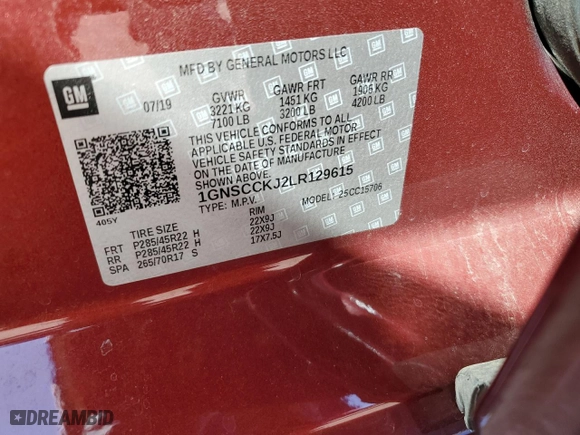 MFD BY GENERAL MOTORS LLC
GM
07/19
GVWR
3221 KG
7100 LB
GAWR FRT
1451 KG
3200 LB
GAWR RR
1906 KG
4200 LB
THIS VEHICLE CONFORMS TO ALL
APPLICABLE U.S. FEDERAL MOTOR
VEHICLE SAFETY STANDARDS IN EFFECT
ON THE DATE OF MANUFACTURE
SHOWN ABOVE.
1GNSCCKJ2LR129615
TYPE: M.P.V. MODEL: 2SCC15706
405Y
TIRE SIZE RIM
FRT P285/45R22 H 22X9J
RR P285/45R22 H 22X9J
SPA 265/70R17 S 17X7.5J
DREAMBID